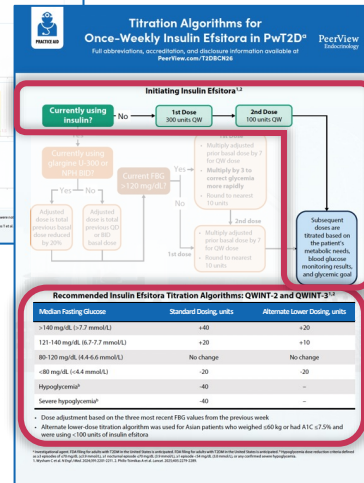 PRACTICE AID
Titration Algorithms for
Once-Weekly Insulin Efsitora in PwT2Dᵃ
Full abbreviations, accreditation, and disclosure information available at
PeerView.com/T2DBCN26
PeerView
Endocrinology
Initiating Insulin Efsitora¹,²
Currently using
insulin?
No
1st Dose
300 units QW
2nd Dose
100 units QW
Currently using
glargine U-300 or
NPH BID?
Yes
No
Adjusted
dose is total
previous basal
dose reduced
by 20%
Adjusted
dose is total
previous QD
or BID
basal dose
Current FBG
>120 mg/dL?
Yes
No
1st Dose
• Multiply adjusted
prior basal dose by 7
for QW dose
• Multiply by 3 to
correct glycemia
more rapidly
• Round to nearest
10 units
2nd dose
1st dose
• Multiply adjusted
prior basal dose by 7
for QW dose
• Round to nearest
10 units
Subsequent
doses are
titrated based on
the patient's
metabolic needs,
blood glucose
monitoring results,
and glycemic goal
Recommended Insulin Efsitora Titration Algorithms: QWINT-2 and QWINT-3¹,³
Median Fasting Glucose Standard Dosing, units Alternate Lower Dosing, units
>140 mg/dL (>7.7 mmol/L) +40 +20
121-140 mg/dL (6.7-7.7 mmol/L) +20 +10
80-120 mg/dL (4.4-6.6 mmol/L) No change No change
<80 mg/dL (<4.4 mmol/L) -20 -20
Hypoglycemiaᵇ -40 –
Severe hypoglycemiaᵇ -40 –
• Dose adjustment based on the three most recent FBG values from the previous week
• Alternate lower-dose titration algorithm was used for Asian patients who weighed ≤60 kg or had A1C ≤7.5% and
were using <100 units of insulin efsitora